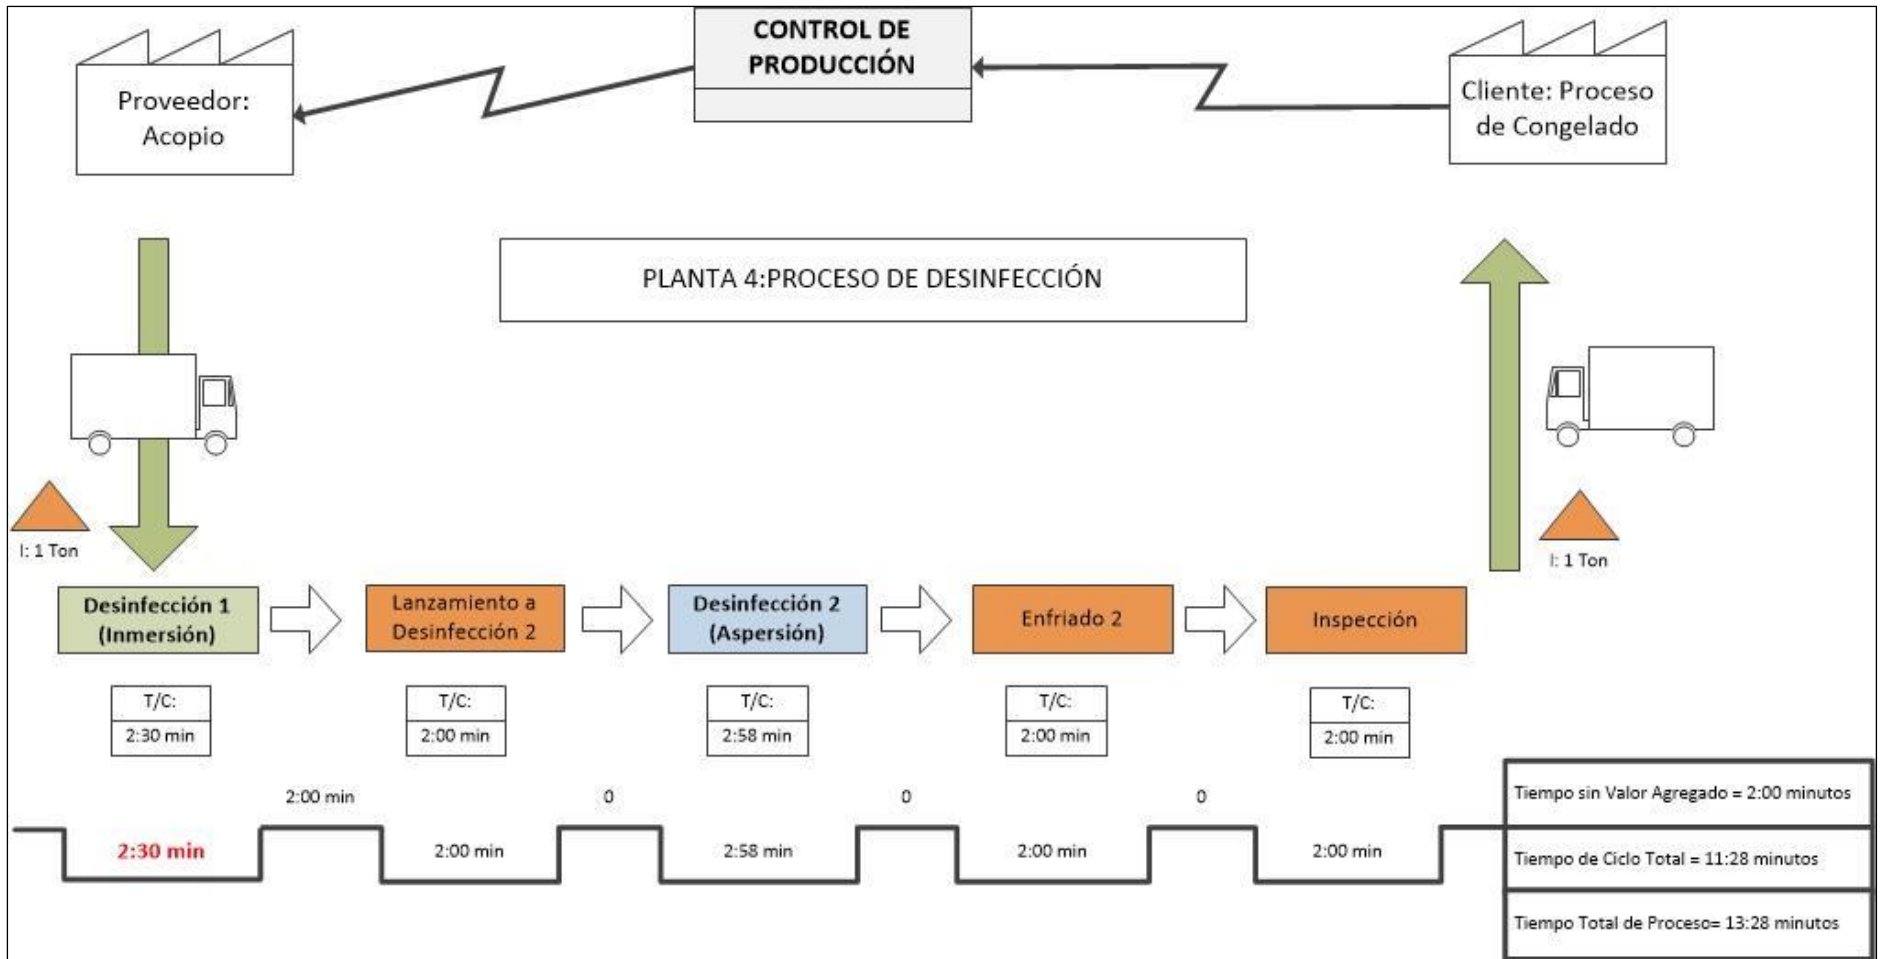 CONTROL DE
PRODUCCIÓN
Proveedor:
Acopio
Cliente: Proceso
de Congelado
PLANTA 4:PROCESO DE DESINFECCIÓN
I: 1 Ton
I: 1 Ton
Desinfección 1
(Inmersión)
Lanzamiento a
Desinfección 2
Desinfección 2
(Aspersión)
Enfriado 2
Inspección
T/C:
2:30 min
T/C:
2:00 min
T/C:
2:58 min
T/C:
2:00 min
T/C:
2:00 min
2:00 min
0
0
0
2:30 min
2:00 min
2:58 min
2:00 min
2:00 min
Tiempo sin Valor Agregado = 2:00 minutos
Tiempo de Ciclo Total = 11:28 minutos
Tiempo Total de Proceso= 13:28 minutos